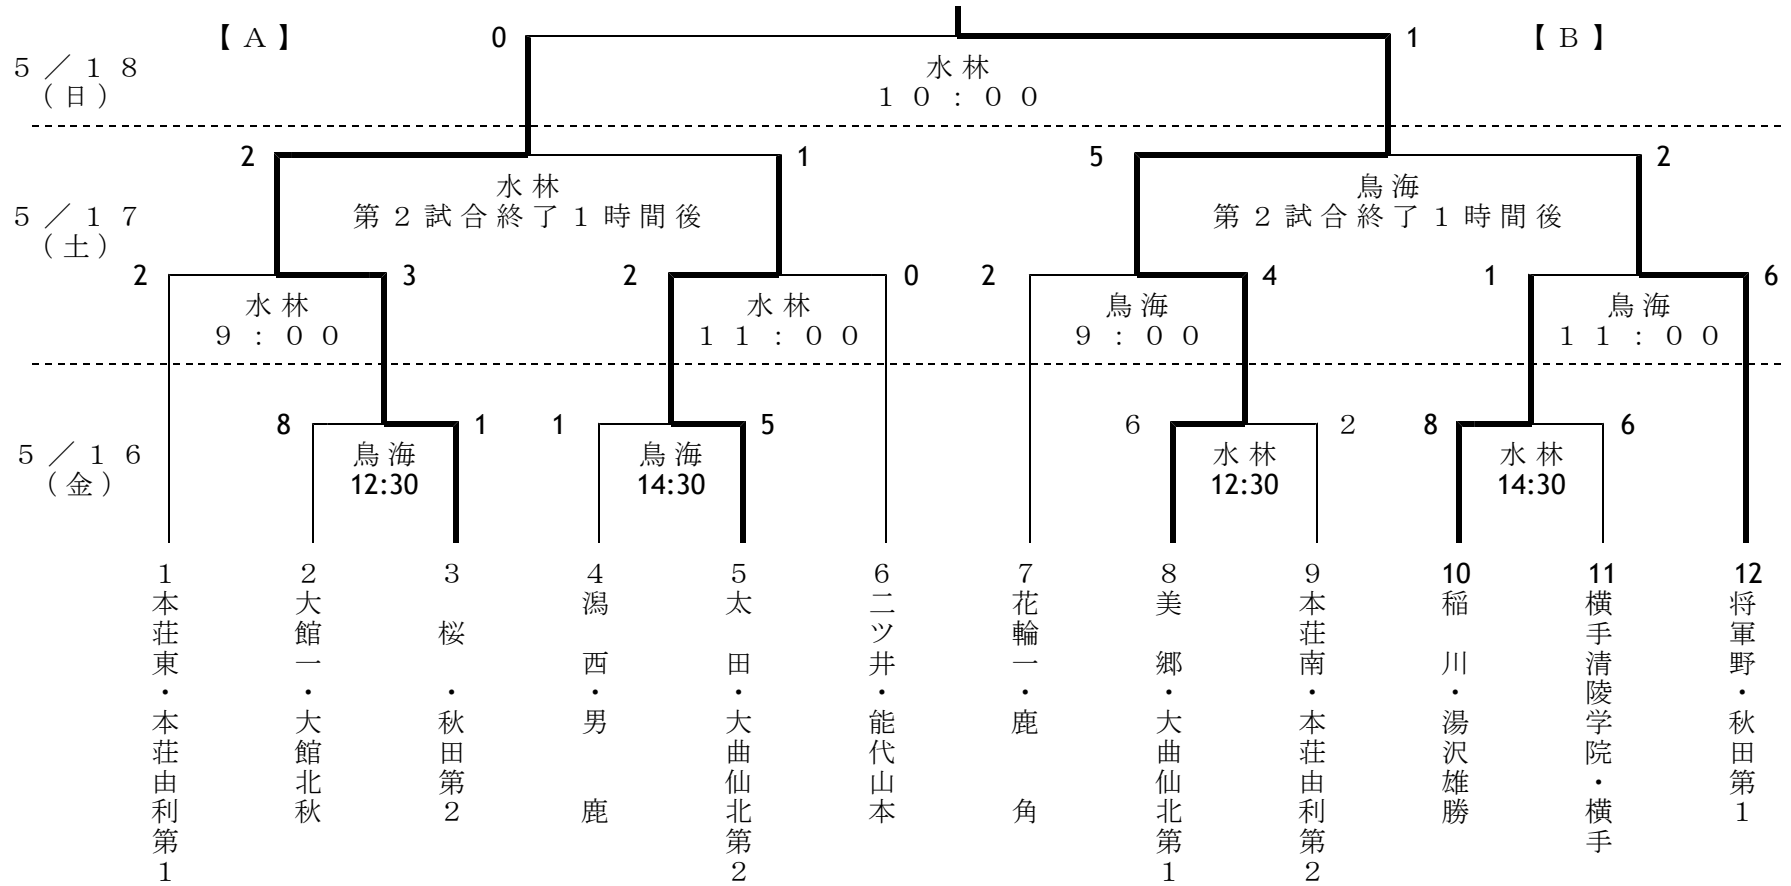 【Ａ】
0
1
【Ｂ】
５／１８
(日)
水林
１０：００
2
1
5
2
水林
第２試合終了１時間後
鳥海
第２試合終了１時間後
５／１７
(土)
2
3
2
0
2
4
1
6
水林
９：００
水林
１１：００
鳥海
９：００
鳥海
１１：００
8
1
1
5
６
２
8
6
５／１６
(金)
鳥海
12:30
鳥海
14:30
水林
12:30
水林
14:30
１
本荘東・本荘由利第１
２
大館一・大館北秋
３
桜・秋田第２
４
潟西・男鹿
５
太田・大曲仙北第２
６
二ツ井・能代山本
７
花輪一・鹿角
８
美郷・大曲仙北第１
９
本荘南・本荘由利第２
10
稲川・湯沢雄勝
11
横手清陵学院・横手
12
将軍野・秋田第１